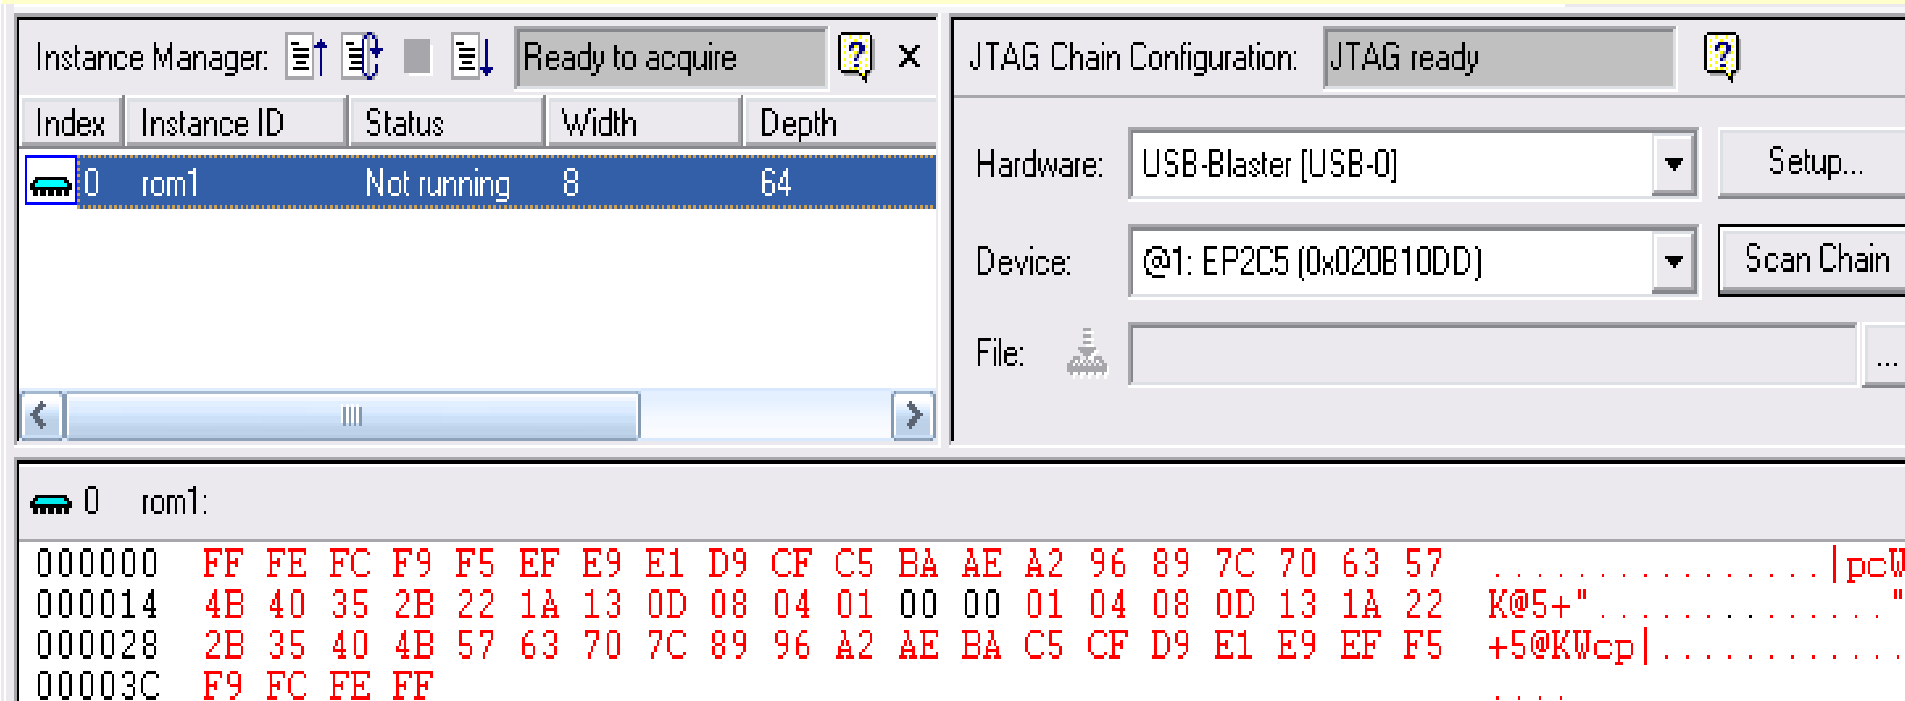 Instance Manager: Ready to acquire
Index Instance ID Status Width Depth
0 rom1 Not running 8 64
JTAG Chain Configuration: JTAG ready
Hardware: USB-Blaster [USB-0] Setup...
Device: @1: EP2C5 (0x020B10DD) Scan Chain
File: ...
0 rom1:
000000 FF FE FC F9 F5 EF E9 E1 D9 CF C5 BA AE A2 96 89 7C 70 63 57 ................|pcW
000014 4B 40 35 2B 22 1A 13 0D 08 04 01 00 00 01 04 08 0D 13 1A 22 K@5+".............."
000028 2B 35 40 4B 57 63 70 7C 89 96 A2 AE BA C5 CF D9 E1 E9 EF F5 +5@KWcp|............
00003C F9 FC FE FF ....